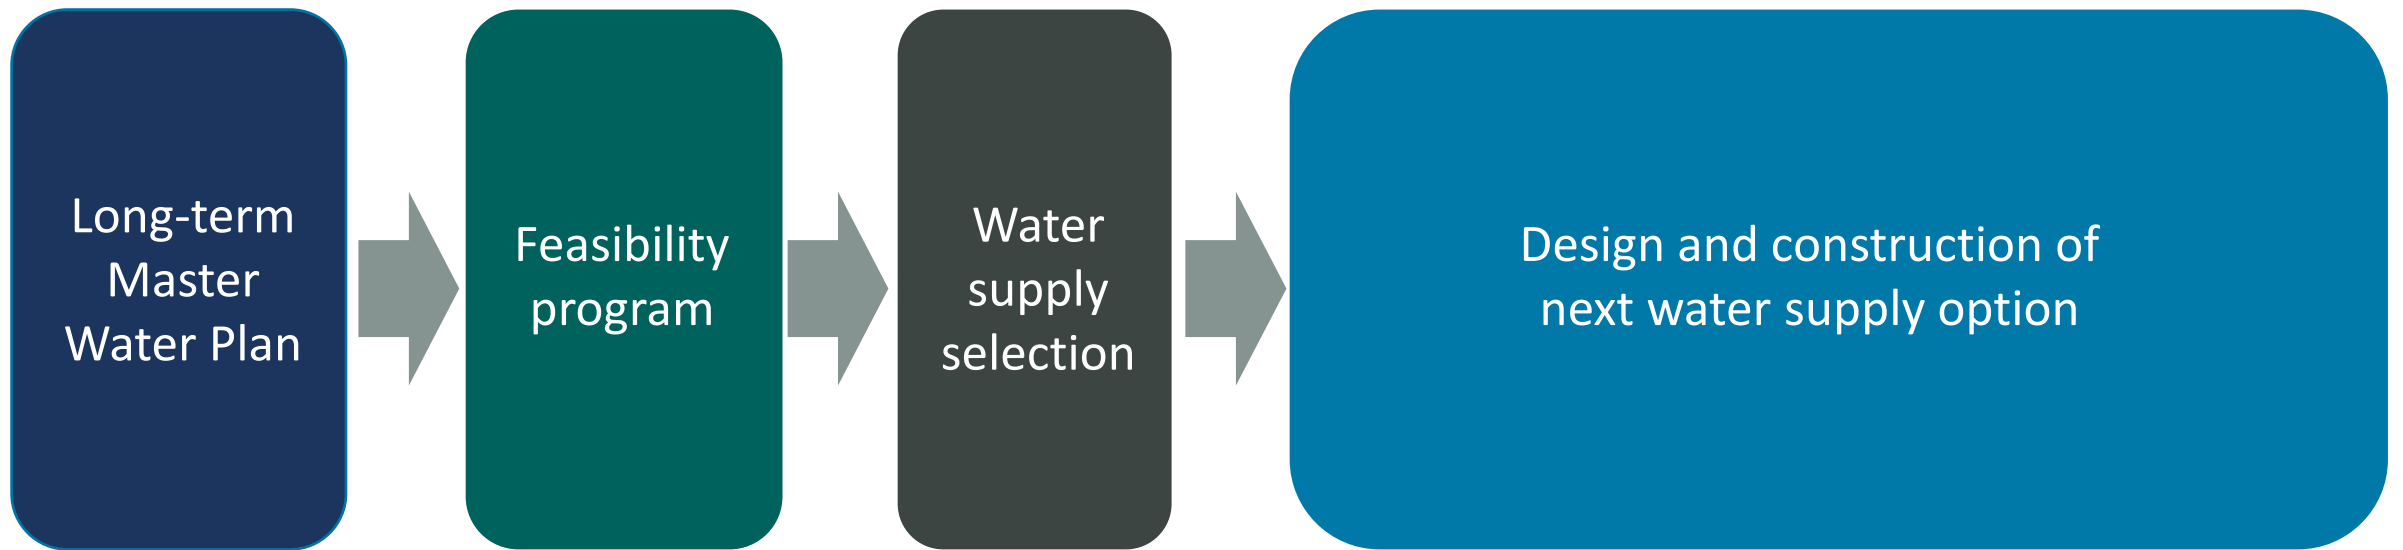 Long-term
Master
Water Plan
Feasibility
program
Water
supply
selection
Design and construction of
next water supply option